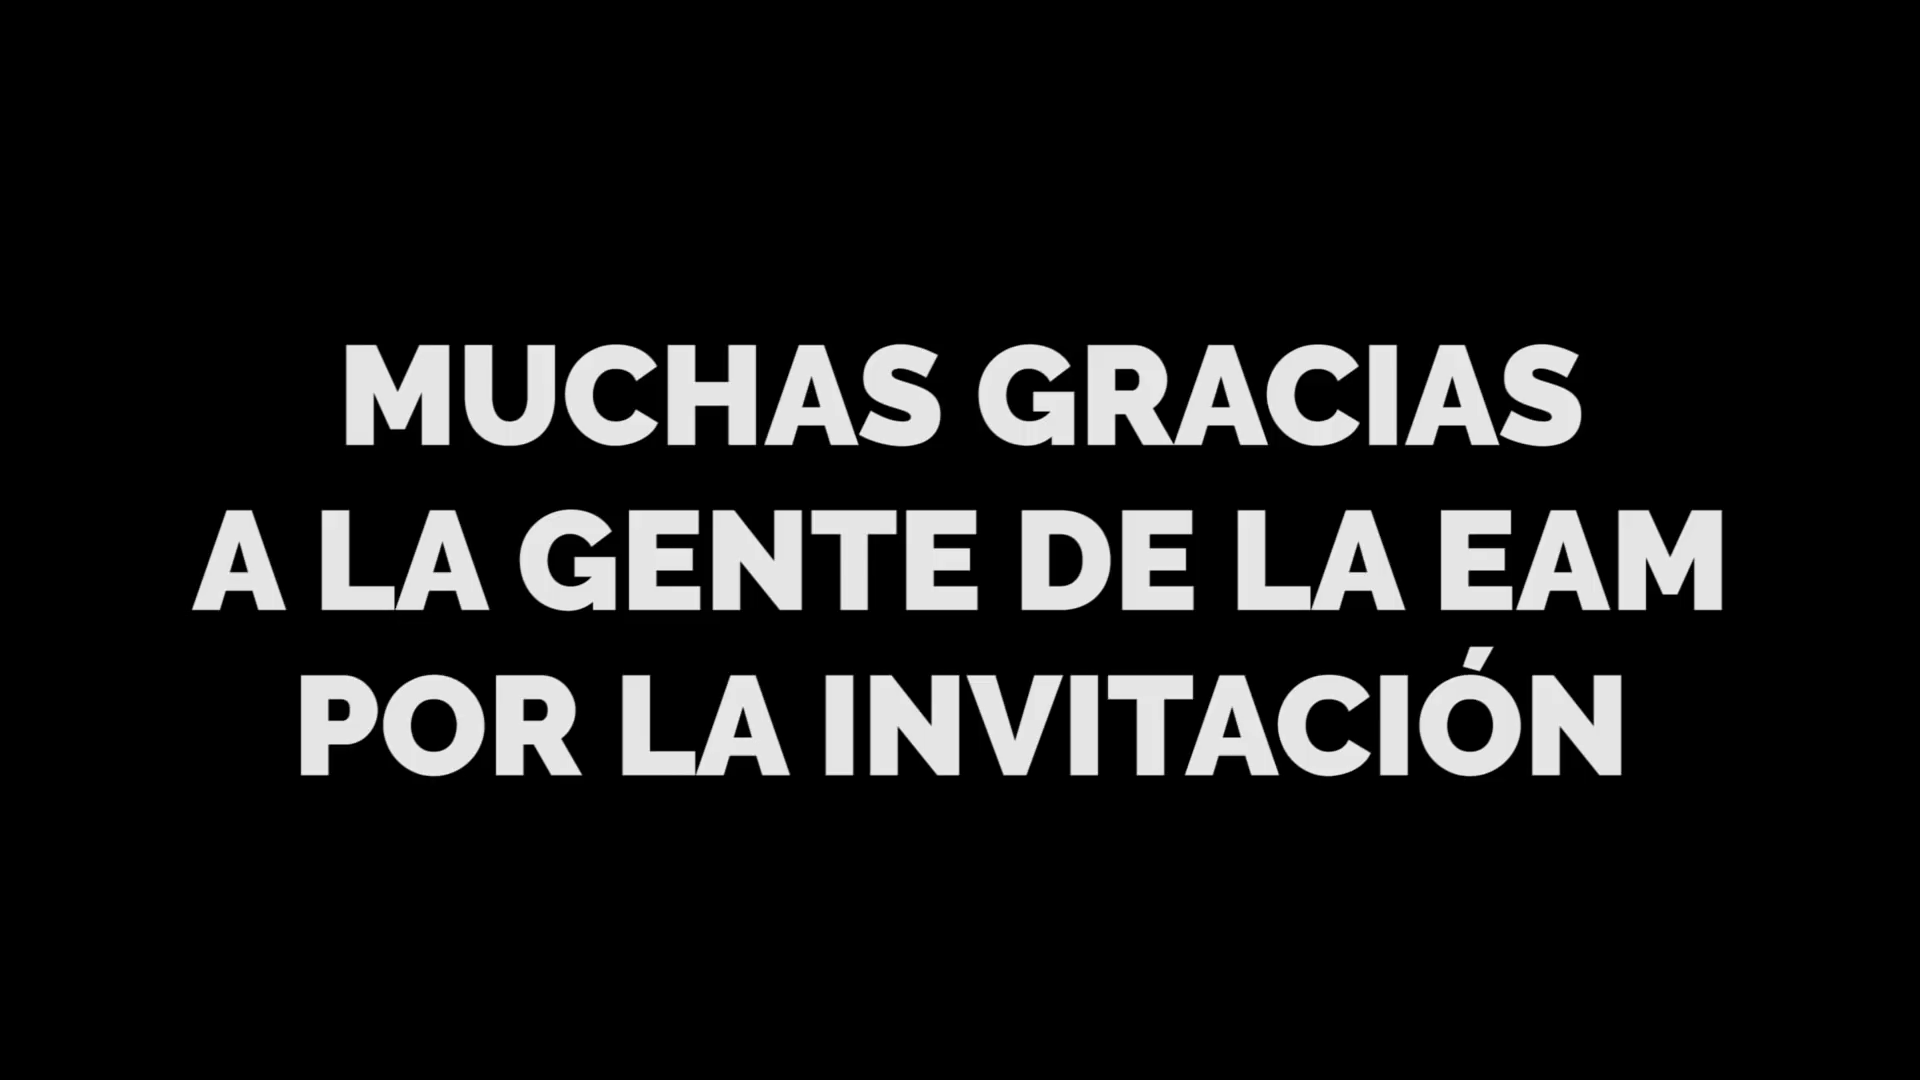 MUCHAS GRACIAS
A LA GENTE DE LA EAM
POR LA INVITACIÓN